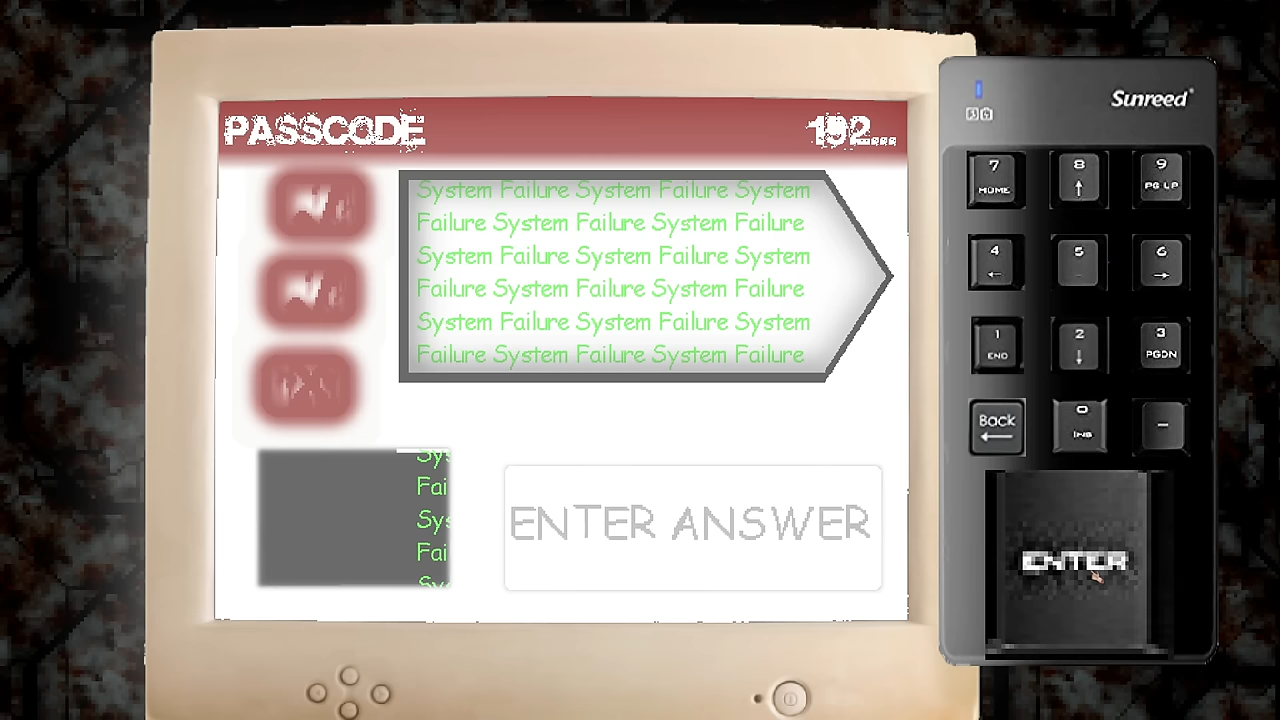 PASSCODE
192...
Sunreed
System Failure System Failure System
Failure System Failure System Failure
System Failure System Failure System
Failure System Failure System Failure
System Failure System Failure System
Failure System Failure System Failure
7
HOME
8
↑
9
PG UP
4
←
5
6
→
1
END
2
↓
3
PGDN
Back
←
0
INS
-
Sys
Fai
Sys
Fai
Sys
ENTER ANSWER
ENTER